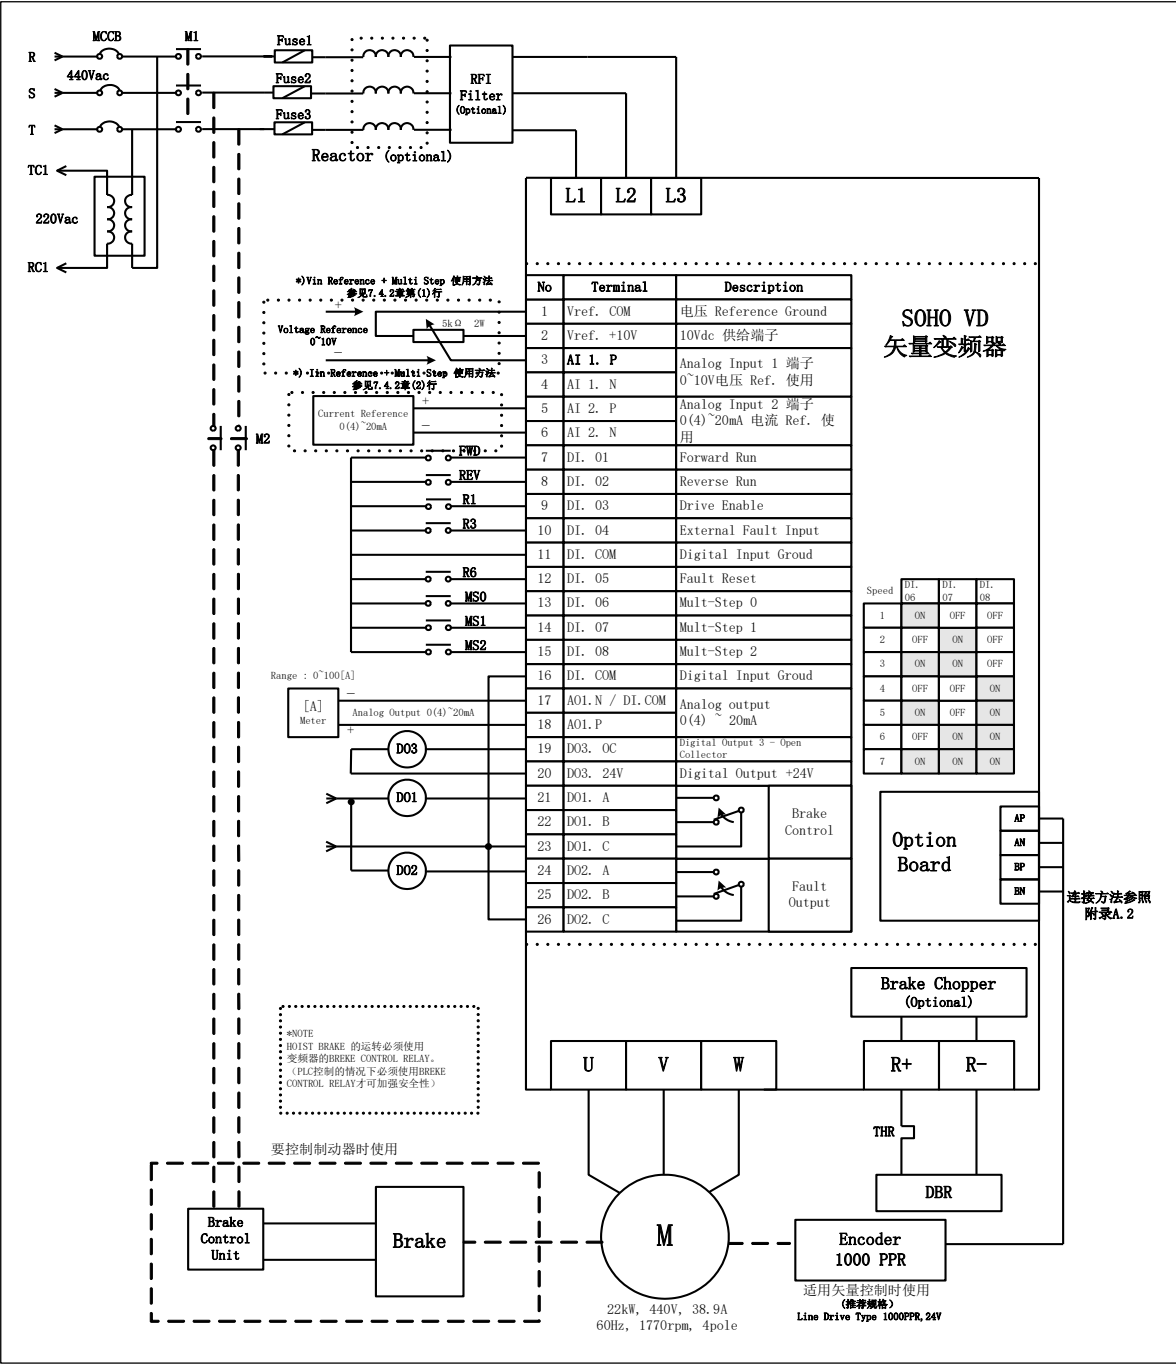 MCCB
M1
Fuse1
R
440Vac
Fuse2
S
Fuse3
T
RFI
Filter
(Optional)
Reactor (optional)
TC1
220Vac
RC1
L1 L2 L3
*)Vin Reference + Multi Step 使用方法
参见7.4.2章第(1)行
+
Voltage Reference
0~10V
5kΩ 2W
−
*) Iin Reference + Multi Step 使用方法
参见7.4.2章(2)行
Current Reference
0(4)~20mA
+
−
M2
FWD
REV
R1
R3
R6
MS0
MS1
MS2
Range : 0~100[A]
[A]
Meter
−
Analog Output 0(4)~20mA
+
DO3
DO1
DO2
No Terminal Description
1 Vref. COM 电压 Reference Ground
2 Vref. +10V 10Vdc 供给端子
3 AI 1. P Analog Input 1 端子
4 AI 1. N 0~10V电压 Ref. 使用
5 AI 2. P Analog Input 2 端子
0(4)~20mA 电流 Ref. 使
6 AI 2. N 用
7 DI. 01 Forward Run
8 DI. 02 Reverse Run
9 DI. 03 Drive Enable
10 DI. 04 External Fault Input
11 DI. COM Digital Input Groud
12 DI. 05 Fault Reset
13 DI. 06 Mult-Step 0
14 DI. 07 Mult-Step 1
15 DI. 08 Mult-Step 2
16 DI. COM Digital Input Groud
17 AO1.N / DI.COM Analog output
18 AO1.P 0(4) ~ 20mA
19 DO3. OC Digital Output 3 - Open
Collector
20 DO3. 24V Digital Output +24V
21 DO1. A
22 DO1. B
23 DO1. C
Brake
Control
24 DO2. A
25 DO2. B
26 DO2. C
Fault
Output
SOHO VD
矢量变频器
Speed DI. 06 DI. 07 DI. 08
1 ON OFF OFF
2 OFF ON OFF
3 ON ON OFF
4 OFF OFF ON
5 ON OFF ON
6 OFF ON ON
7 ON ON ON
Option
Board
AP
AN
BP
BN
连接方法参照
附录A.2
Brake Chopper
(Optional)
U V W
R+ R-
*NOTE
HOIST BRAKE 的运转必须使用
变频器的BREKE CONTROL RELAY。
（PLC控制的情况下必须使用BREKE
CONTROL RELAY才可加强安全性）
THR
DBR
要控制制动器时使用
Brake
Control
Unit
Brake
M
22kW, 440V, 38.9A
60Hz, 1770rpm, 4pole
Encoder
1000 PPR
适用矢量控制时使用
(推荐规格)
Line Drive Type 1000PPR,24V